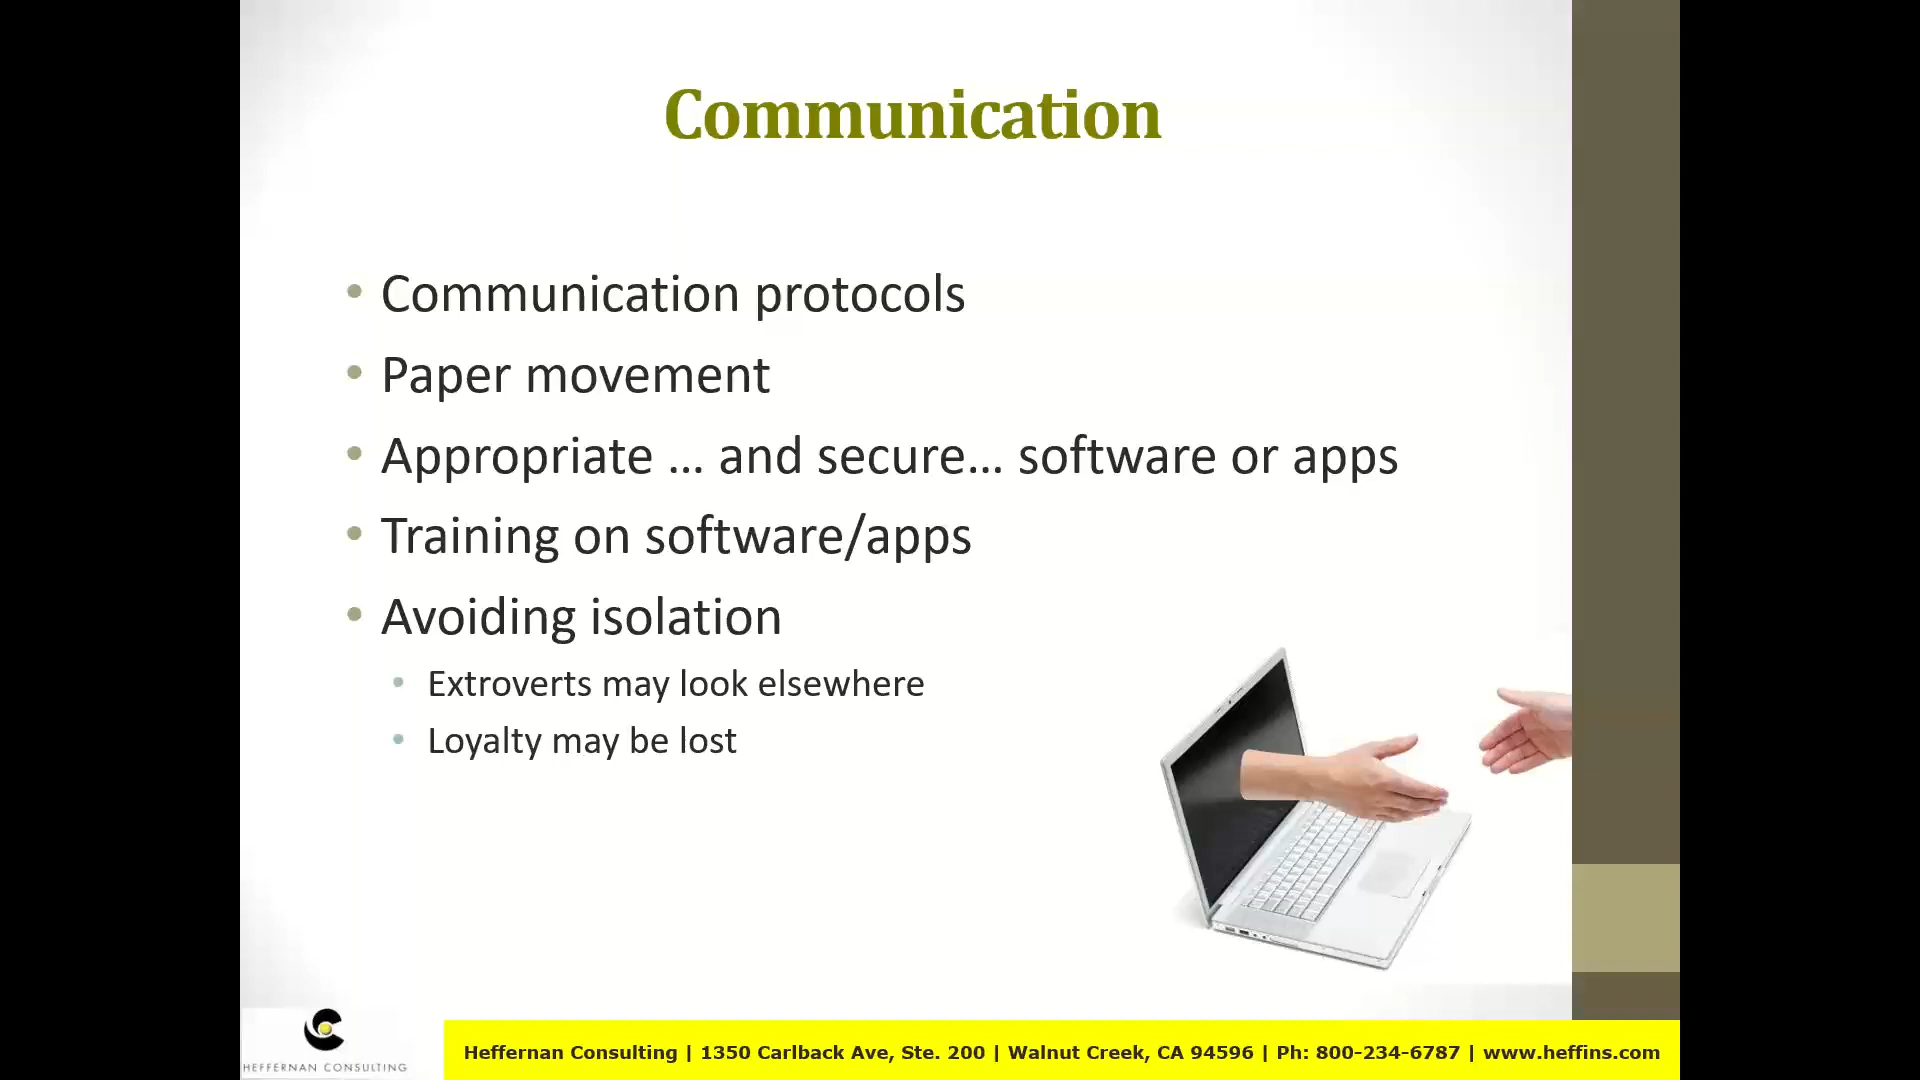 Communication
• Communication protocols
• Paper movement
• Appropriate … and secure… software or apps
• Training on software/apps
• Avoiding isolation
• Extroverts may look elsewhere
• Loyalty may be lost
HEFFERNAN CONSULTING
Heffernan Consulting | 1350 Carlback Ave, Ste. 200 | Walnut Creek, CA 94596 | Ph: 800-234-6787 | www.heffins.com